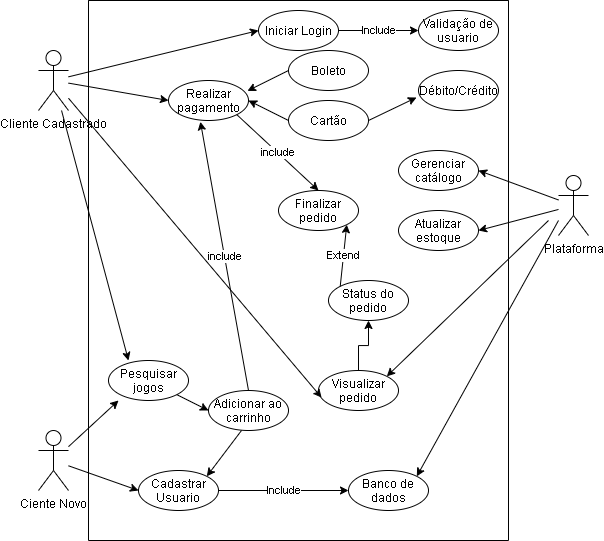 Iniciar Login
Include
Validação de
usuario
Boleto
Realizar
pagamento
Débito/Crédito
Cartão
Cliente Cadastrado
include
Gerenciar
catálogo
Finalizar
pedido
Atualizar
estoque
Plataforma
include
Extend
Status do
pedido
Pesquisar
jogos
Visualizar
pedido
Adicionar ao
carrinho
Ciente Novo
Cadastrar
Usuario
Include
Banco de
dados